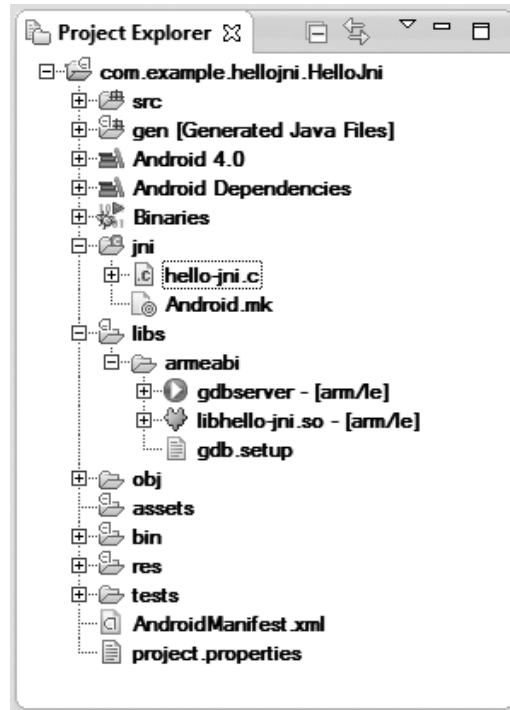 Project Explorer
com.example.hellojni.HelloJni
src
gen [Generated Java Files]
Android 4.0
Android Dependencies
Binaries
jni
hello-jni.c
Android.mk
libs
armeabi
gdbserver - [arm/le]
libhello-jni.so - [arm/le]
gdb.setup
obj
assets
bin
res
tests
AndroidManifest.xml
project.properties